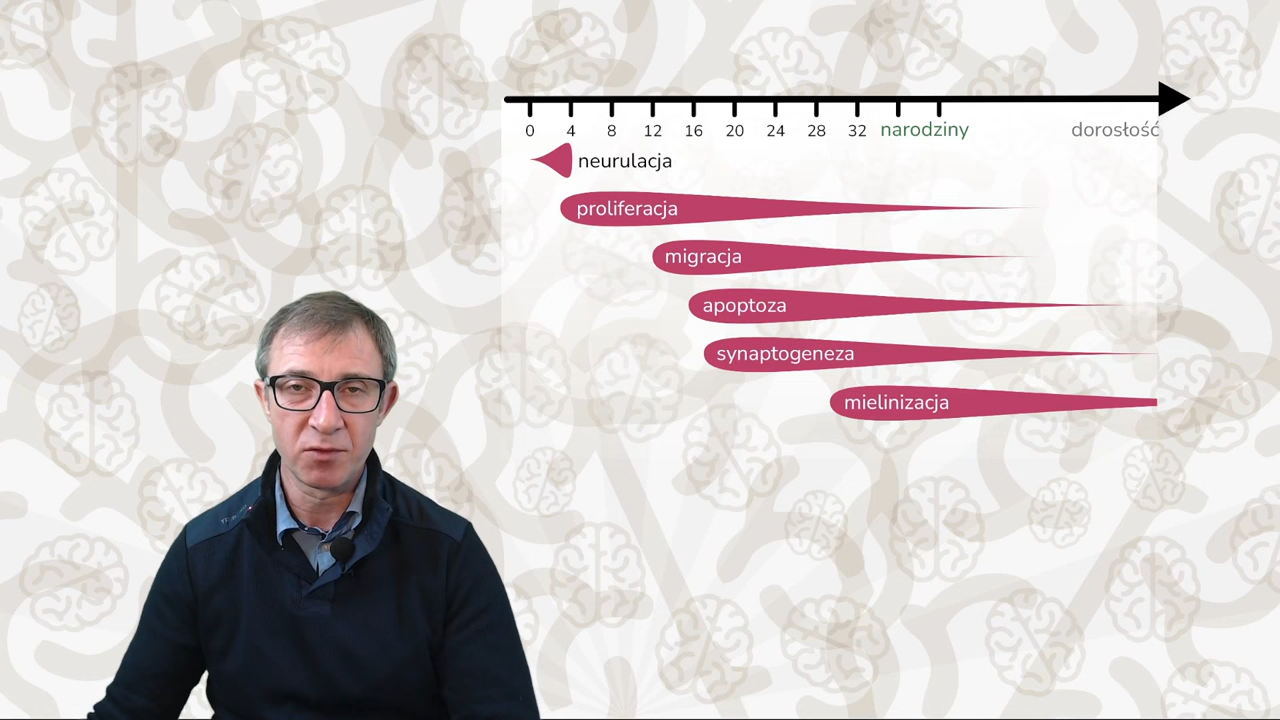 0 4 8 12 16 20 24 28 32 narodziny dorosłość
neurulacja
proliferacja
migracja
apoptoza
synaptogeneza
mielinizacja